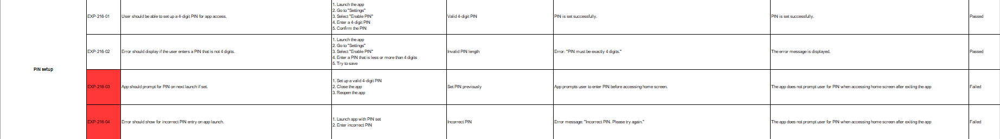 EXP-216-01
User should be able to set up a 4-digit PIN for app access.
1. Launch the app
2. Go to "Settings"
3. Select "Enable PIN"
4. Enter a 4-digit PIN
5. Confirm the PIN
Valid 4-digit PIN
PIN is set successfully.
PIN is set successfully.
Passed
EXP-216-02
Error should display if the user enters a PIN that is not 4 digits.
1. Launch the app
2. Go to "Settings"
3. Select "Enable PIN"
4. Enter a PIN that is less or more than 4 digits
5. Try to save
Invalid PIN length
Error: "PIN must be exactly 4 digits."
The error message is displayed.
Passed
PIN setup
EXP-216-03
App should prompt for PIN on next launch if set.
1. Set up a valid 4-digit PIN
2. Close the app
3. Reopen the app
Set PIN previously
App prompts user to enter PIN before accessing home screen.
The app does not prompt user for PIN when accessing home screen after exiting the app
Failed
EXP-216-04
Error should show for incorrect PIN entry on app launch.
1. Launch app with PIN set
2. Enter incorrect PIN
Incorrect PIN
Error message: "Incorrect PIN. Please try again."
The app does not prompt user for PIN when accessing home screen after exiting the app
Failed